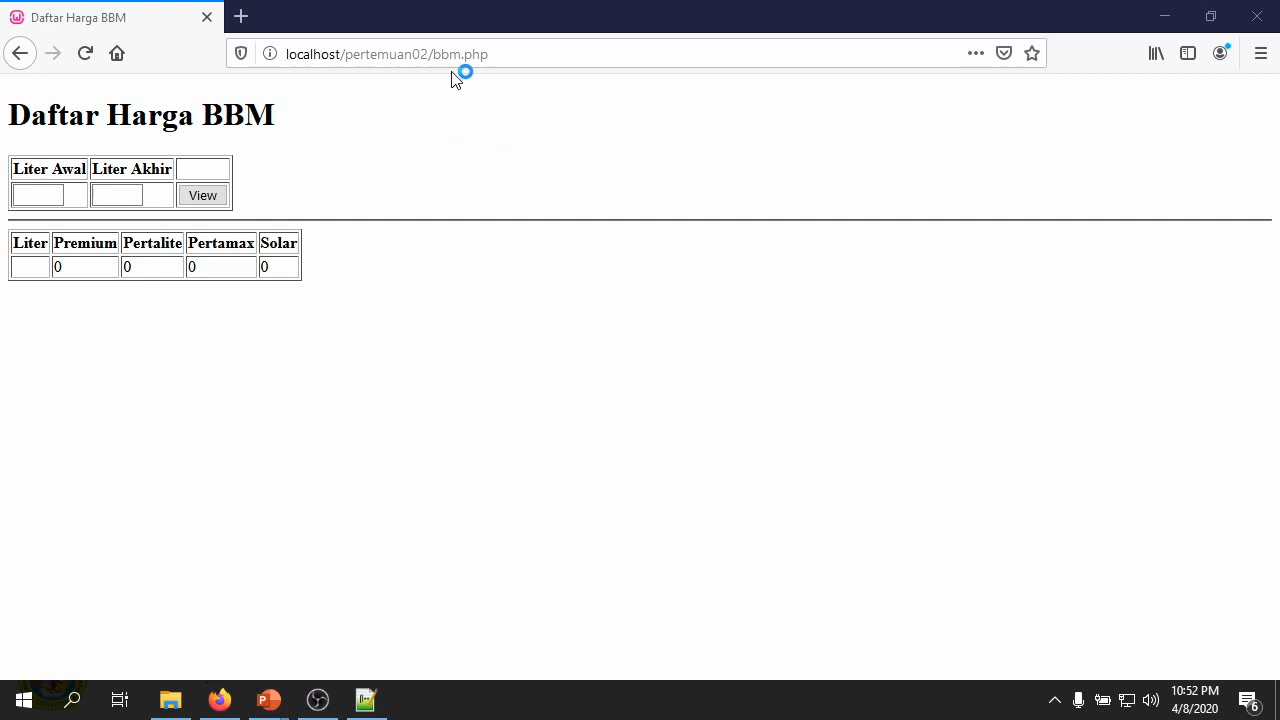 Daftar Harga BBM
localhost/pertemuan02/bbm.php
Daftar Harga BBM
Liter Awal Liter Akhir
View
Liter Premium Pertalite Pertamax Solar
0 0 0 0
10:52 PM
4/8/2020
6